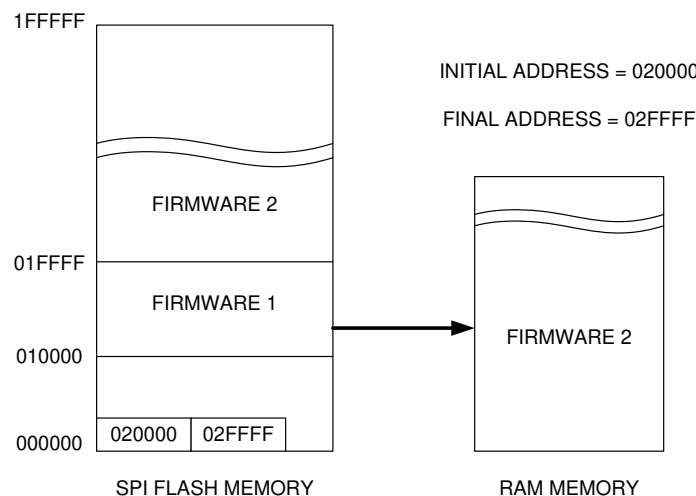 1FFFFF
INITIAL ADDRESS = 020000
FINAL ADDRESS = 02FFFF
FIRMWARE 2
01FFFF
FIRMWARE 1
FIRMWARE 2
010000
020000 02FFFF
000000
SPI FLASH MEMORY RAM MEMORY